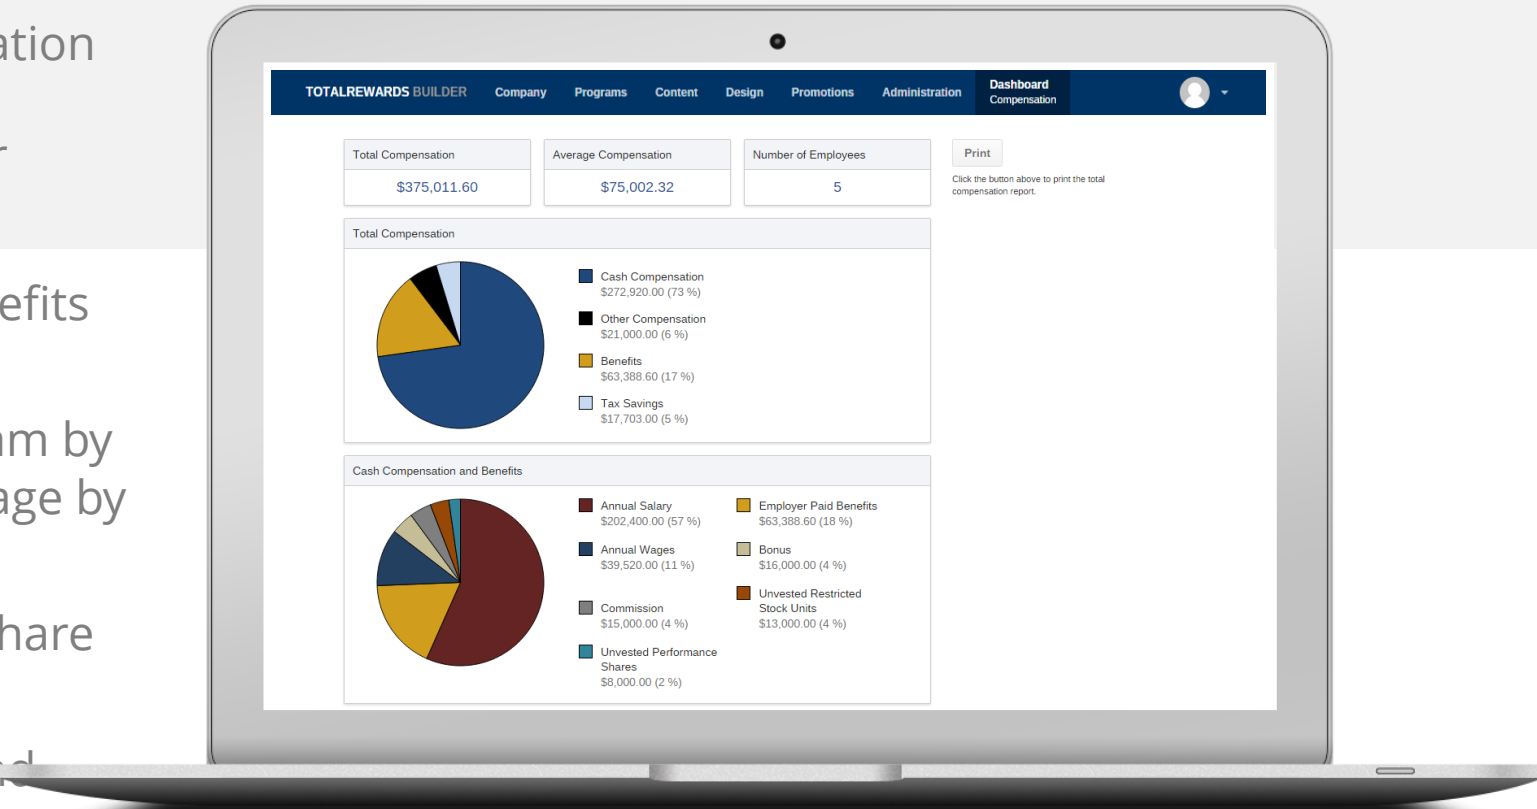 ation
r
efits
am by
age by
hare
nd
TOTALREWARDS BUILDER
Company
Programs
Content
Design
Promotions
Administration
Dashboard
Compensation
Total Compensation
$375,011.60
Average Compensation
$75,002.32
Number of Employees
5
Print
Click the button above to print the total
compensation report.
Total Compensation
Cash Compensation
$272,920.00 (73 %)
Other Compensation
$21,000.00 (6 %)
Benefits
$63,388.60 (17 %)
Tax Savings
$17,703.00 (5 %)
Cash Compensation and Benefits
Annual Salary
$202,400.00 (57 %)
Annual Wages
$39,520.00 (11 %)
Commission
$15,000.00 (4 %)
Unvested Performance
Shares
$8,000.00 (2 %)
Employer Paid Benefits
$63,388.60 (18 %)
Bonus
$16,000.00 (4 %)
Unvested Restricted
Stock Units
$13,000.00 (4 %)